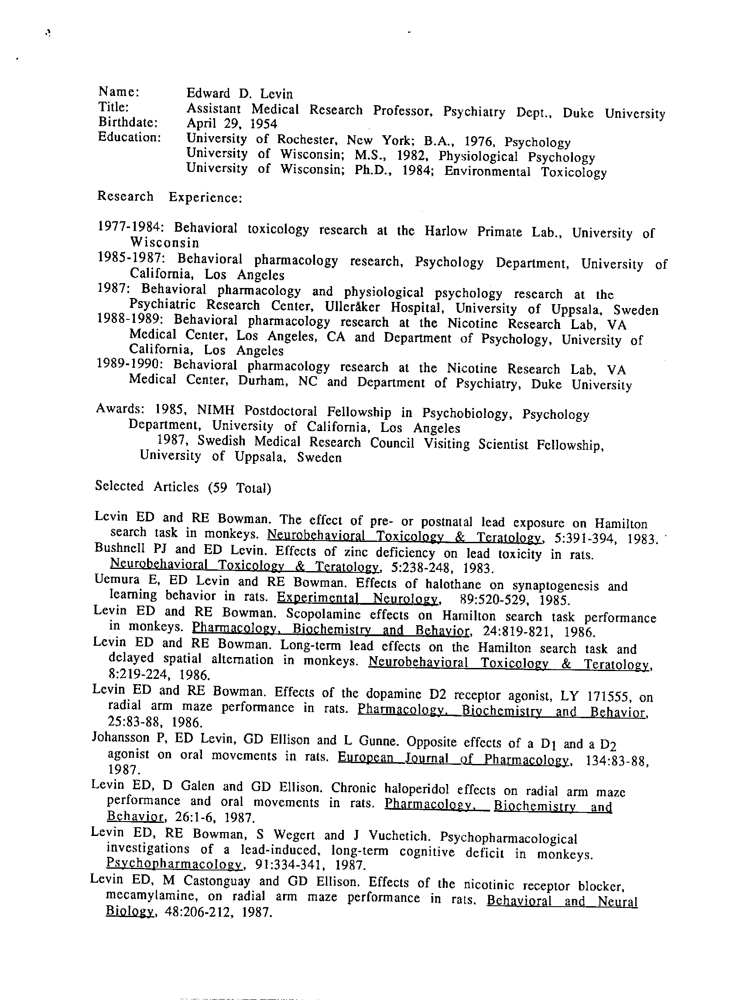 Name: Edward D. Levin
Title: Assistant Medical Research Professor, Psychiatry Dept., Duke University
Birthdate: April 29, 1954
Education: University of Rochester, New York; B.A., 1976, Psychology
University of Wisconsin; M.S., 1982, Physiological Psychology
University of Wisconsin; Ph.D., 1984; Environmental Toxicology
Research Experience:
1977-1984: Behavioral toxicology research at the Harlow Primate Lab., University of
Wisconsin
1985-1987: Behavioral pharmacology research, Psychology Department, University of
California, Los Angeles
1987: Behavioral pharmacology and physiological psychology research at the
Psychiatric Research Center, Ulleråker Hospital, University of Uppsala, Sweden
1988-1989: Behavioral pharmacology research at the Nicotine Research Lab, VA
Medical Center, Los Angeles, CA and Department of Psychology, University of
California, Los Angeles
1989-1990: Behavioral pharmacology research at the Nicotine Research Lab, VA
Medical Center, Durham, NC and Department of Psychiatry, Duke University
Awards: 1985, NIMH Postdoctoral Fellowship in Psychobiology, Psychology
Department, University of California, Los Angeles
1987, Swedish Medical Research Council Visiting Scientist Fellowship,
University of Uppsala, Sweden
Selected Articles (59 Total)
Levin ED and RE Bowman. The effect of pre- or postnatal lead exposure on Hamilton
search task in monkeys. Neurobehavioral Toxicology & Teratology, 5:391-394, 1983.
Bushnell PJ and ED Levin. Effects of zinc deficiency on lead toxicity in rats.
Neurobehavioral Toxicology & Teratology, 5:238-248, 1983.
Uemura E, ED Levin and RE Bowman. Effects of halothane on synaptogenesis and
learning behavior in rats. Experimental Neurology, 89:520-529, 1985.
Levin ED and RE Bowman. Scopolamine effects on Hamilton search task performance
in monkeys. Pharmacology, Biochemistry and Behavior, 24:819-821, 1986.
Levin ED and RE Bowman. Long-term lead effects on the Hamilton search task and
delayed spatial alternation in monkeys. Neurobehavioral Toxicology & Teratology,
8:219-224, 1986.
Levin ED and RE Bowman. Effects of the dopamine D2 receptor agonist, LY 171555, on
radial arm maze performance in rats. Pharmacology, Biochemistry and Behavior,
25:83-88, 1986.
Johansson P, ED Levin, GD Ellison and L Gunne. Opposite effects of a D1 and a D2
agonist on oral movements in rats. European Journal of Pharmacology, 134:83-88,
1987.
Levin ED, D Galen and GD Ellison. Chronic haloperidol effects on radial arm maze
performance and oral movements in rats. Pharmacology, Biochemistry and
Behavior, 26:1-6, 1987.
Levin ED, RE Bowman, S Wegert and J Vuchetich. Psychopharmacological
investigations of a lead-induced, long-term cognitive deficit in monkeys.
Psychopharmacology, 91:334-341, 1987.
Levin ED, M Castonguay and GD Ellison. Effects of the nicotinic receptor blocker,
mecamylamine, on radial arm maze performance in rats. Behavioral and Neural
Biology, 48:206-212, 1987.